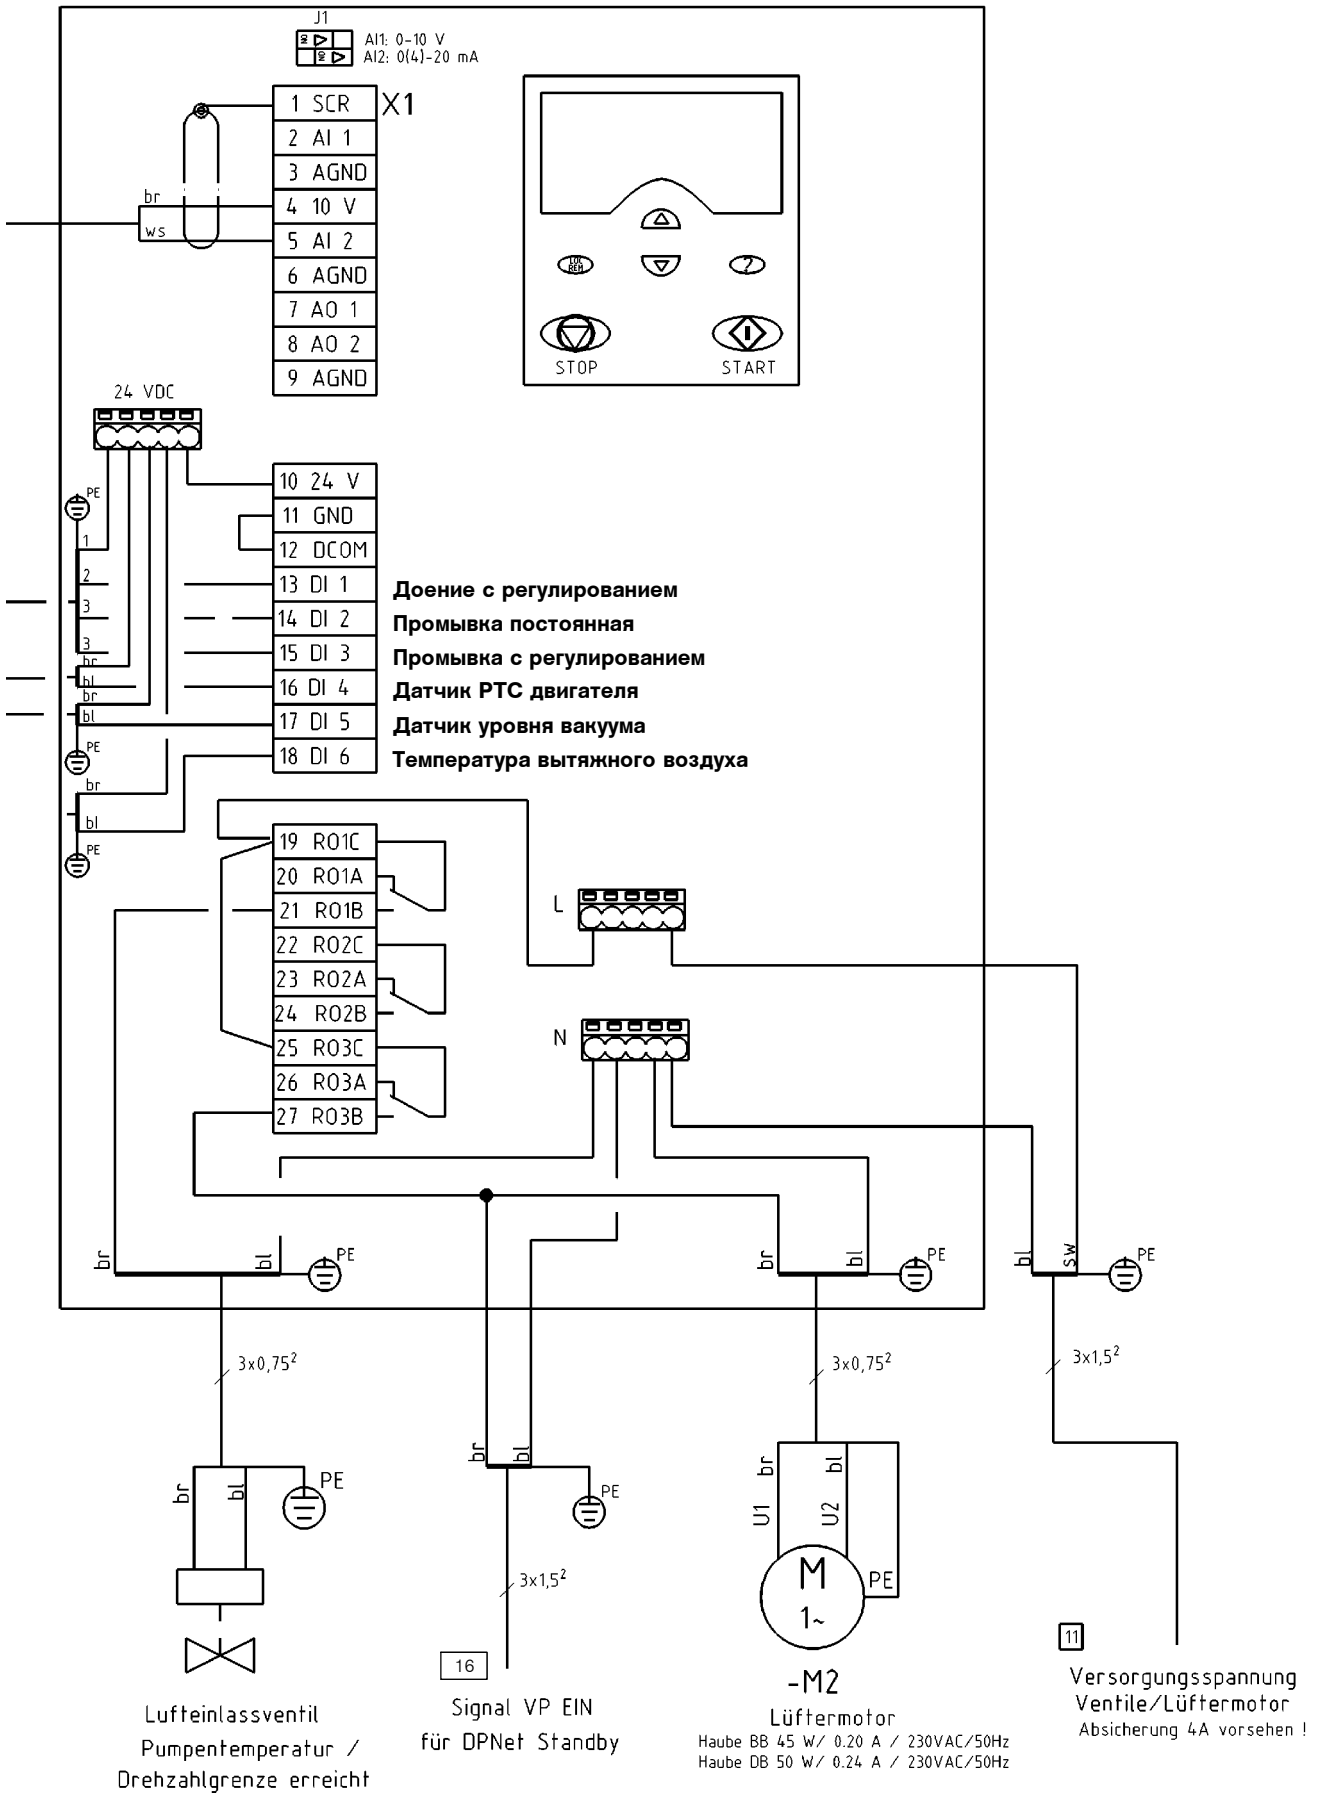 J1
ON
AI1: 0-10 V
ON
AI2: 0(4)-20 mA
X1
1 SCR
2 AI 1
3 AGND
br
4 10 V
ws
5 AI 2
6 AGND
7 AO 1
8 AO 2
9 AGND
LOC
REM
?
STOP
START
24 VDC
10 24 V
PE
11 GND
1
12 DCOM
2
13 DI 1 Доение с регулированием
3
14 DI 2 Промывка постоянная
3
15 DI 3 Промывка с регулированием
br
bl
16 DI 4 Датчик РТС двигателя
br
bl
17 DI 5 Датчик уровня вакуума
PE
18 DI 6 Температура вытяжного воздуха
br
bl
PE
19 RO1C
20 RO1A
21 RO1B
22 RO2C
23 RO2A
24 RO2B
25 RO3C
26 RO3A
27 RO3B
L
N
br
bl
PE
br
bl
PE
bl
sw
PE
3x0,75²
3x0,75²
3x1,5²
br
bl
PE
br
bl
PE
3x1,5²
br
bl
U1
U2
M
1~
PE
16
11
Lufteinlassventil
Pumpentemperatur /
Drehzahlgrenze erreicht
Signal VP EIN
für DPNet Standby
-M2
Lüftermotor
Haube BB 45 W/ 0.20 A / 230VAC/50Hz
Haube DB 50 W/ 0.24 A / 230VAC/50Hz
Versorgungsspannung
Ventile/Lüftermotor
Absicherung 4A vorsehen !